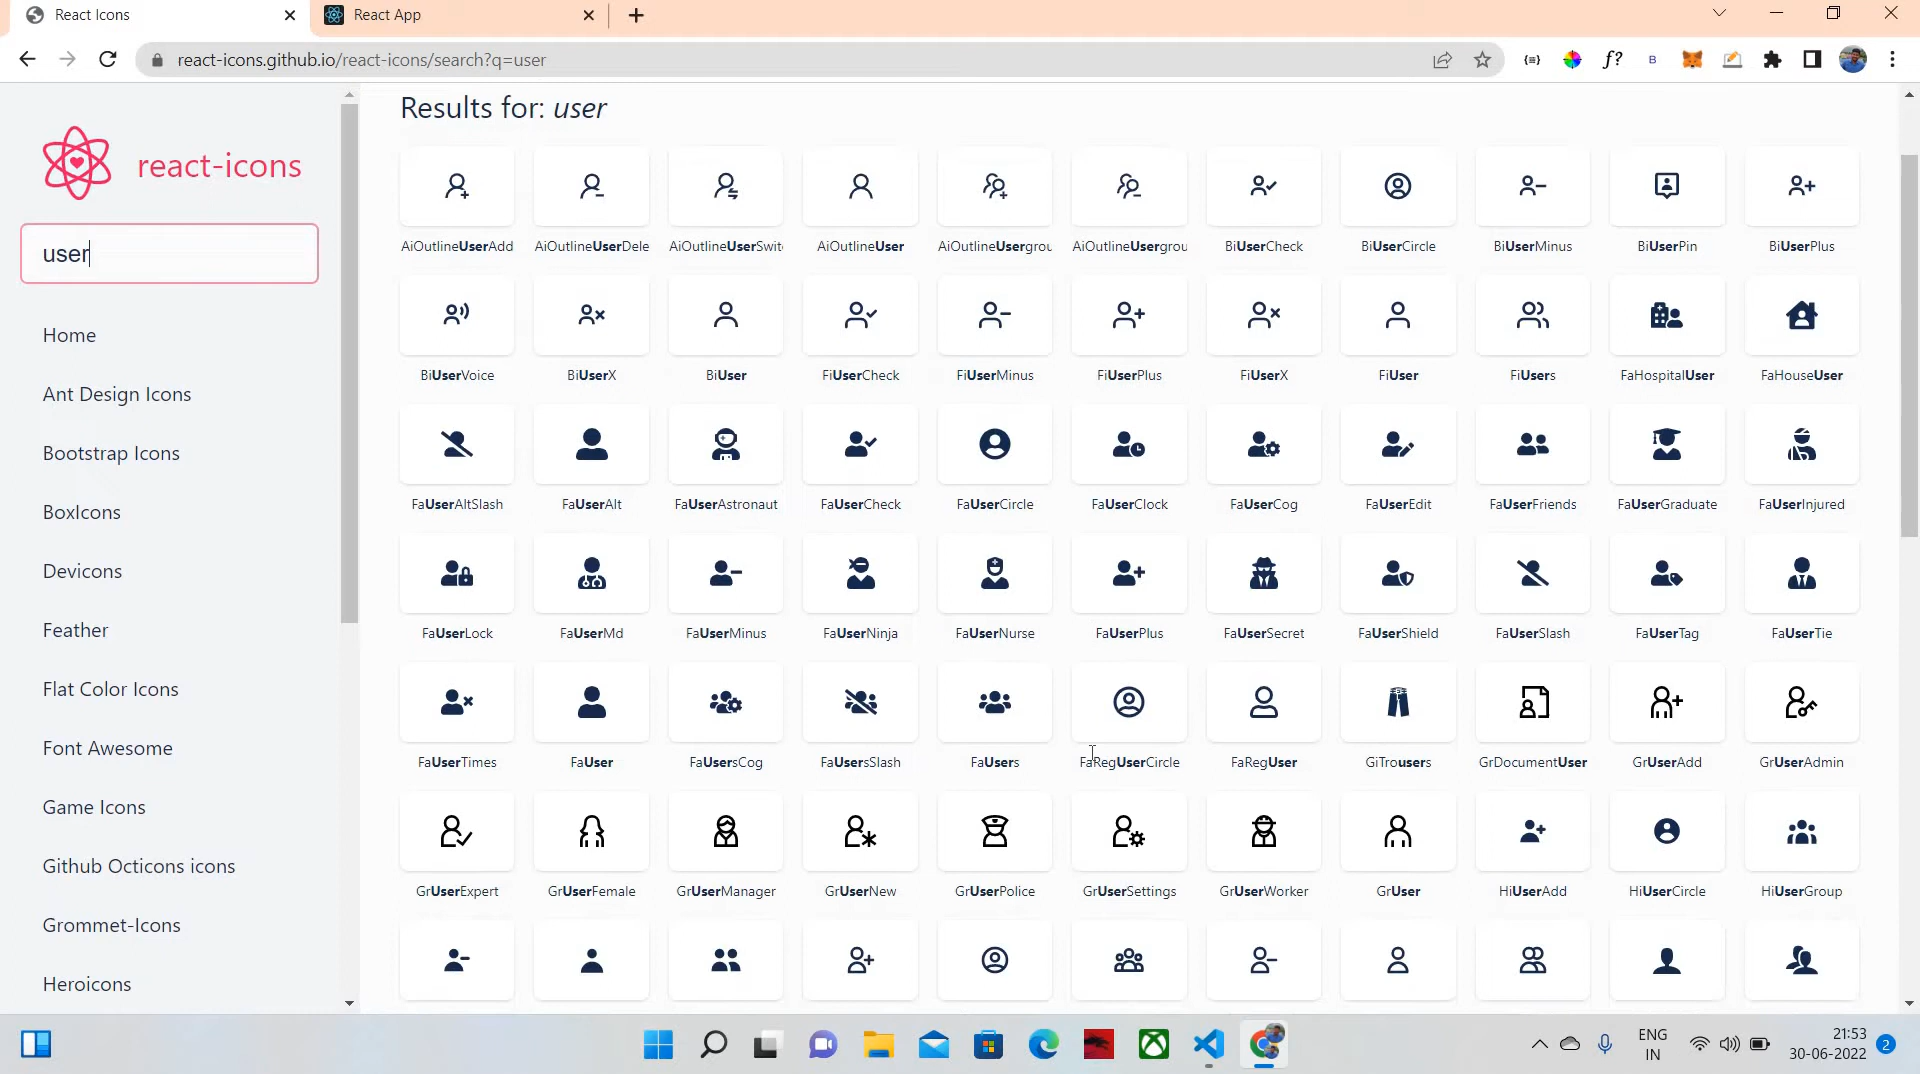 React Icons
React App
react-icons.github.io/react-icons/search?q=user
react-icons
user
Home
Ant Design Icons
Bootstrap Icons
BoxIcons
Devicons
Feather
Flat Color Icons
Font Awesome
Game Icons
Github Octicons icons
Grommet-Icons
Heroicons
Results for: user
AiOutlineUserAdd AiOutlineUserDele AiOutlineUserSwit AiOutlineUser AiOutlineUsergrou AiOutlineUsergrou BiUserCheck BiUserCircle BiUserMinus BiUserPin BiUserPlus
BiUserVoice BiUserX BiUser FiUserCheck FiUserMinus FiUserPlus FiUserX FiUser FiUsers FaHospitalUser FaHouseUser
FaUserAltSlash FaUserAlt FaUserAstronaut FaUserCheck FaUserCircle FaUserClock FaUserCog FaUserEdit FaUserFriends FaUserGraduate FaUserInjured
FaUserLock FaUserMd FaUserMinus FaUserNinja FaUserNurse FaUserPlus FaUserSecret FaUserShield FaUserSlash FaUserTag FaUserTie
FaUserTimes FaUser FaUsersCog FaUsersSlash FaUsers FaRegUserCircle FaRegUser GiTrousers GrDocumentUser GrUserAdd GrUserAdmin
GrUserExpert GrUserFemale GrUserManager GrUserNew GrUserPolice GrUserSettings GrUserWorker GrUser HiUserAdd HiUserCircle HiUserGroup
ENG
IN
21:53
30-06-2022
2